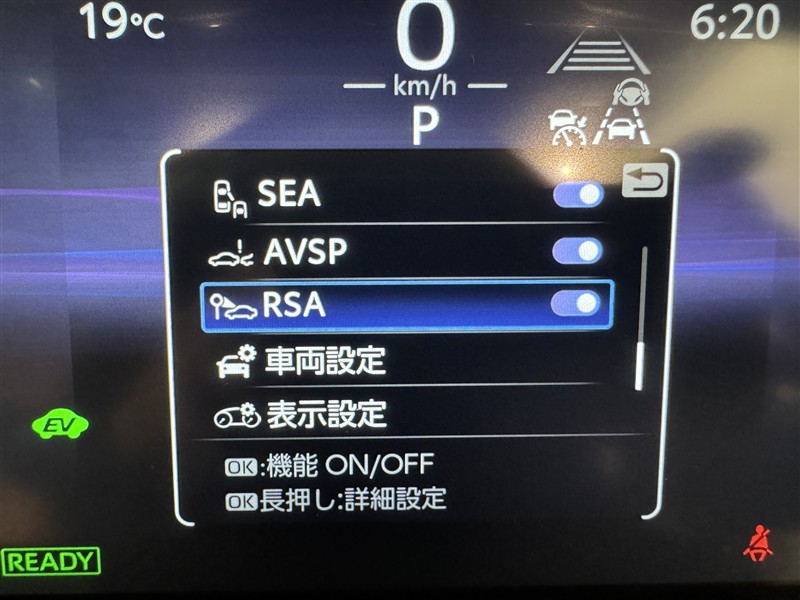 19℃
0
6:20
km/h
P
SEA
AVSP
RSA
車両設定
表示設定
OK:機能 ON/OFF
OK長押し:詳細設定
EV
READY